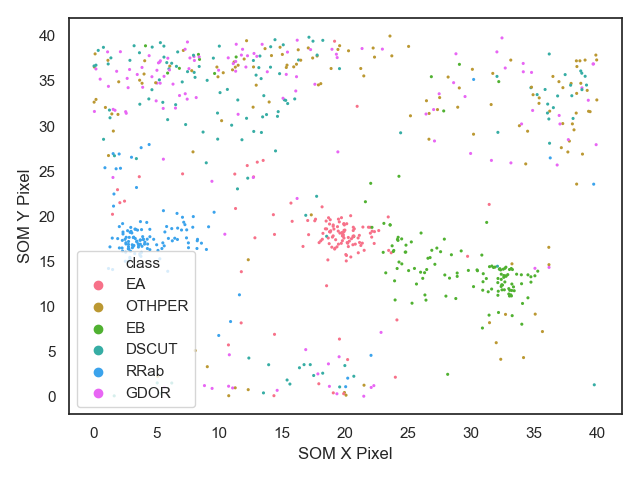 40
35
30
25
20
15
10
5
0
SOM Y Pixel
class
EA
OTHPER
EB
DSCUT
RRab
GDOR
0 5 10 15 20 25 30 35 40
SOM X Pixel